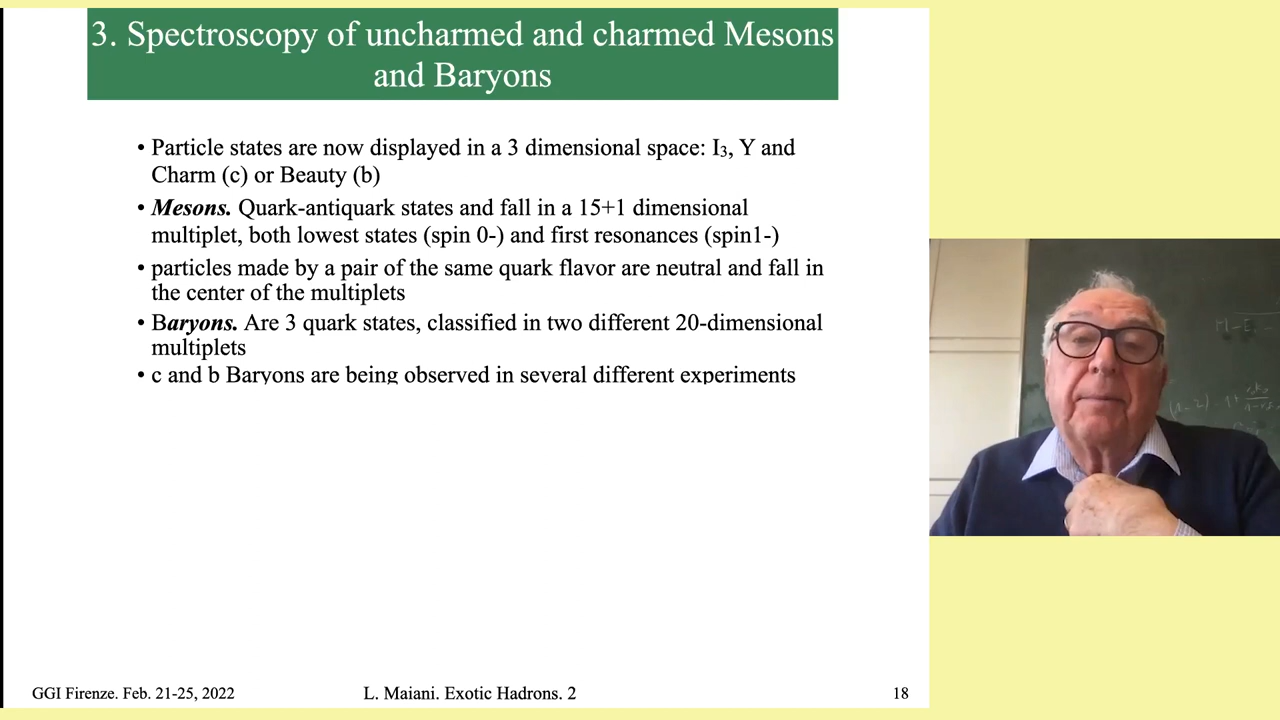 3. Spectroscopy of uncharmed and charmed Mesons
and Baryons
• Particle states are now displayed in a 3 dimensional space: I₃, Y and
Charm (c) or Beauty (b)
• Mesons. Quark-antiquark states and fall in a 15+1 dimensional
multiplet, both lowest states (spin 0-) and first resonances (spin1-)
• particles made by a pair of the same quark flavor are neutral and fall in
the center of the multiplets
• Baryons. Are 3 quark states, classified in two different 20-dimensional
multiplets
• c and b Baryons are being observed in several different experiments
GGI Firenze. Feb. 21-25, 2022
L. Maiani. Exotic Hadrons. 2
18